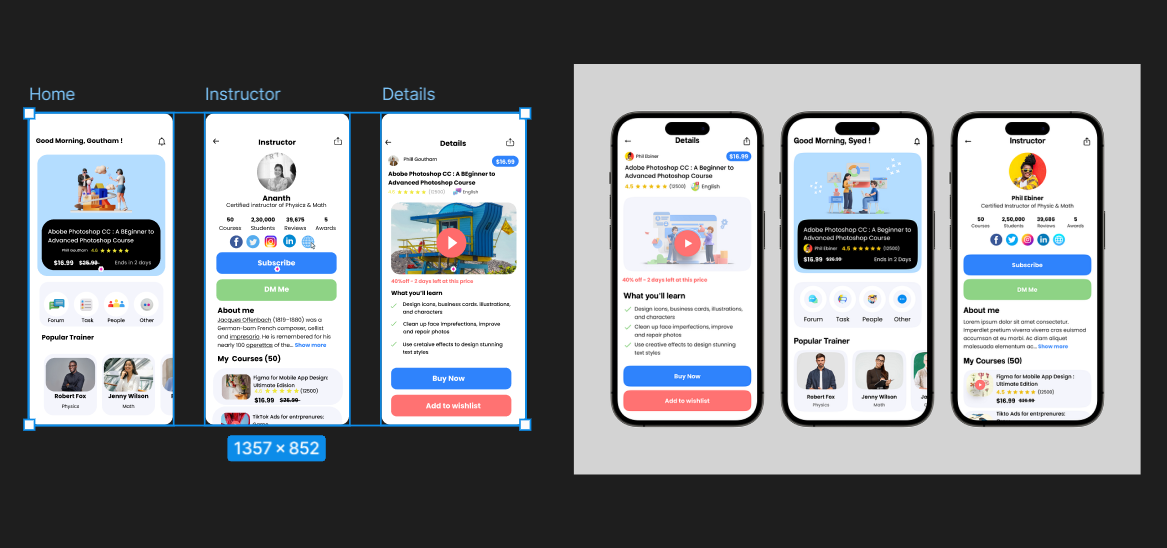 Home
Good Morning, Goutham !
Adobe Photoshop CC : A BEginner to
Advanced Photoshop Course
Phil Goutham 4.5
$16.99 $26.99 Ends in 2 days
Forum Task People Other
Popular Trainer
Robert Fox Jenny Wilson
Physics Math
Instructor
Instructor
Ananth
Certified instructor of Physics & Math
50 2,30,000 39,675 5
Courses Students Reviews Awards
Subscribe
DM Me
About me
Jacques Offenbach (1819-1880) was a
German-born French composer, cellist
and impresario. He is remembered for his
nearly 100 operettas of the... Show more
My Courses (50)
Figma for Mobile App Design:
Ultimate Edision
(12500)
$16.99 $26.99
TikTok Ads for entrprenures:
Details
Details
Phill Goutham
$16.99
Adobe Photoshop CC : A BEginner to
Advanced Photoshop Course
4.5 (12500) English
40%off - 2 days left at this price
What you'll learn
Design icons, business cards, illustrations,
and characters
Clean up face imprefections, improve
and repair photos
Use cretaive effects to design stunning
text styles
Buy Now
Add to wishlist
1357 × 852
Details
Phil Ebiner
$16.99
Adobe Photoshop CC : A Beginner to
Advanced Photoshop Course
4.5 (12500) English
40% off - 2 days left at this price
What you'll learn
Design icons, business cards, illustrations,
and characters
Clean up face imperfections, improve
and repair photos
Use creative effects to design stunning
text styles
Buy Now
Add to wishlist
Good Morning, Syed !
Adobe Photoshop CC : A Beginner to
Advanced Photoshop Course
Phil Ebiner 4.5 (12500)
$16.99 $26.99 Ends in 2 days
Forum Task People Other
Popular Trainer
Robert Fox Jenny Wilson
Physics Math
Instructor
Phil Ebiner
Certified Instructor of Physic & Math
50 2,50,000 39,686 5
Courses Students Reviews Awards
Subscribe
DM Me
About me
Lorem ipsum dolor sit amet consectetur.
Imperdiet pretium viverra viverra cursus duis
accumsan at eu morbi. Ac diam aliquet
malesuada elementum ac... Show more
My Courses (50)
Figma for Mobile App Design :
Ultimate Edition
4.5 (12500)
$16.99 $26.99
Tikto Ads for entrprenures: